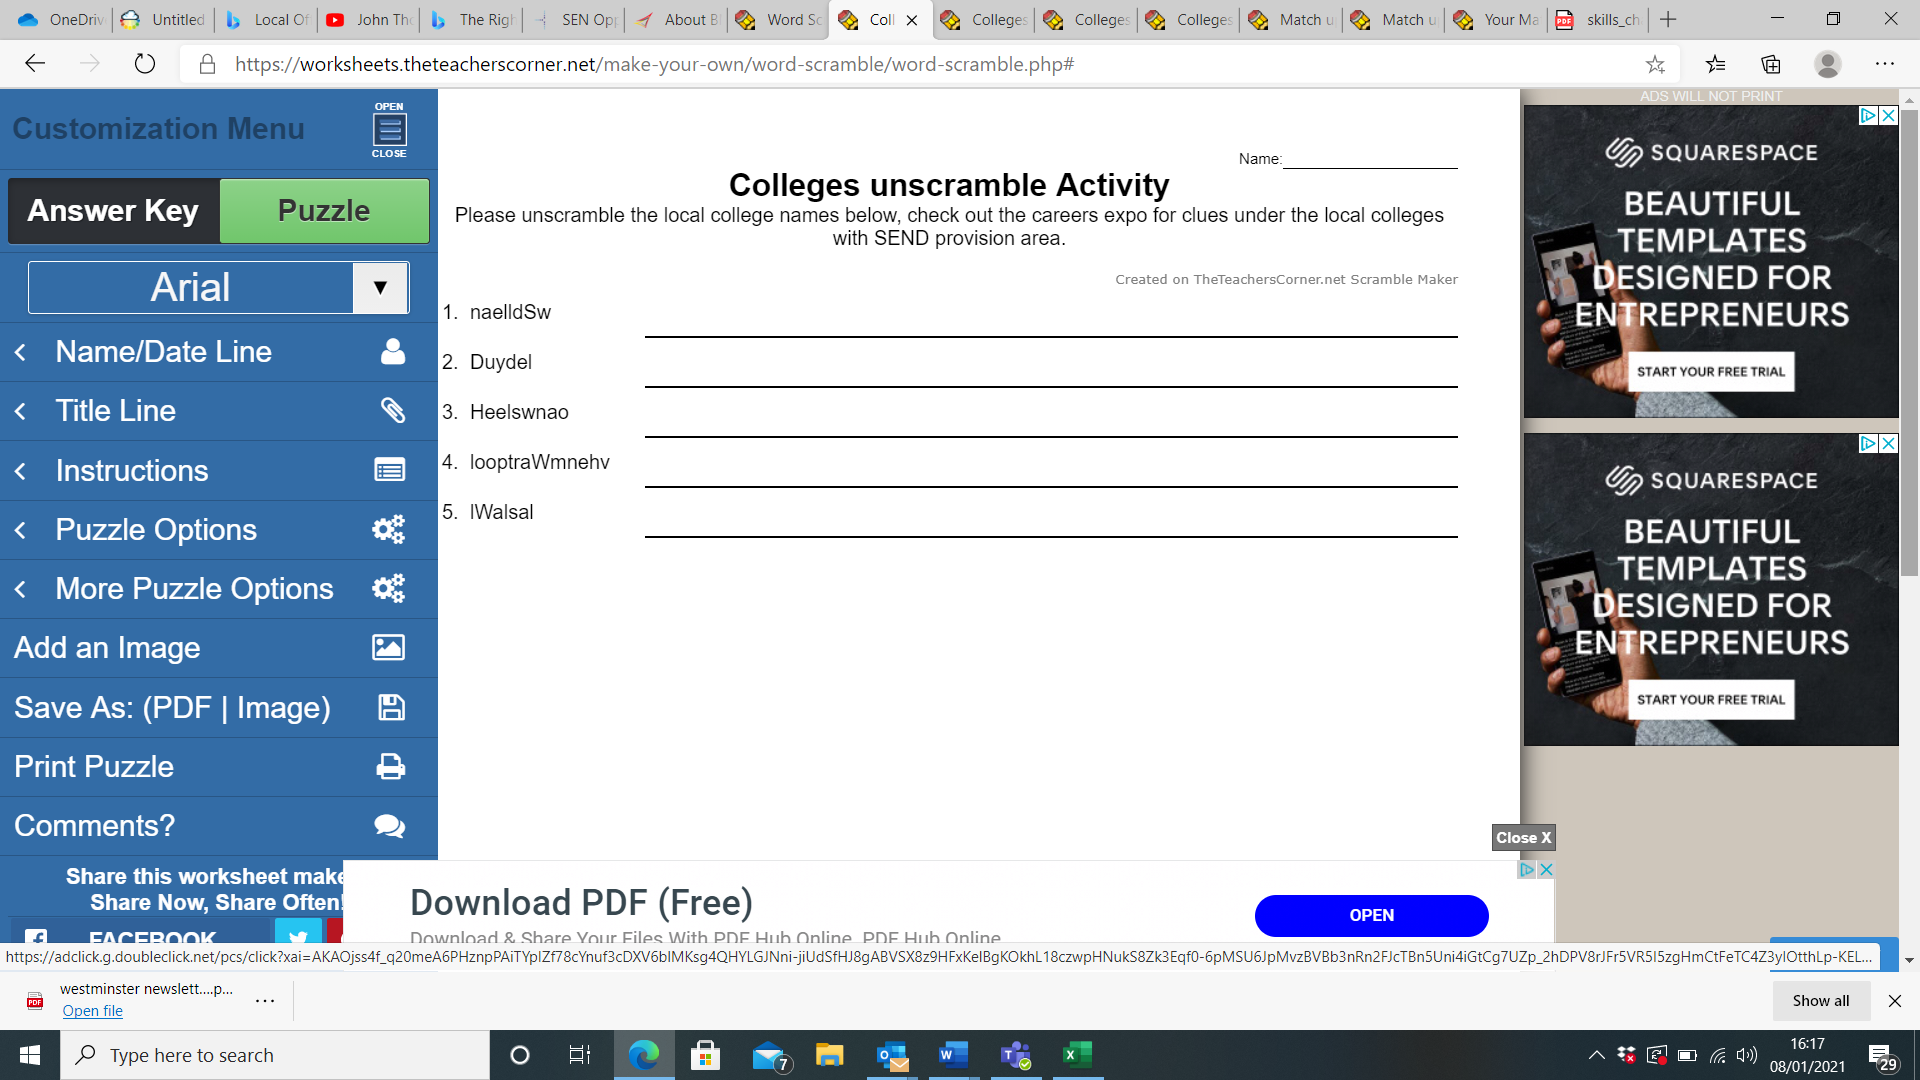 OneDriv
Untitled
Local Of
John Tho
The Righ
SEN Opp
About B
Word Sc
Coll
Colleges
Colleges
Colleges
Match u
Match u
Your Ma
skills_ch
https://worksheets.theteacherscorner.net/make-your-own/word-scramble/word-scramble.php#
Customization Menu
OPEN
CLOSE
Answer Key
Puzzle
Arial
Name/Date Line
Title Line
Instructions
Puzzle Options
More Puzzle Options
Add an Image
Save As: (PDF | Image)
Print Puzzle
Comments?
Share this worksheet make
Share Now, Share Often!
FACEBOOK
Name:
Colleges unscramble Activity
Please unscramble the local college names below, check out the careers expo for clues under the local colleges
with SEND provision area.
Created on TheTeachersCorner.net Scramble Maker
1. naelldSw
2. Duydel
3. Heelswnao
4. looptraWmnehv
5. lWalsal
ADS WILL NOT PRINT
SQUARESPACE
BEAUTIFUL
TEMPLATES
DESIGNED FOR
ENTREPRENEURS
START YOUR FREE TRIAL
SQUARESPACE
BEAUTIFUL
TEMPLATES
DESIGNED FOR
ENTREPRENEURS
START YOUR FREE TRIAL
Close X
Download PDF (Free)
Download & Share Your Files With PDF Hub Online. PDF Hub Online
OPEN
westminster newslett....p...
Open file
Show all
Type here to search
7
16:17
08/01/2021
29